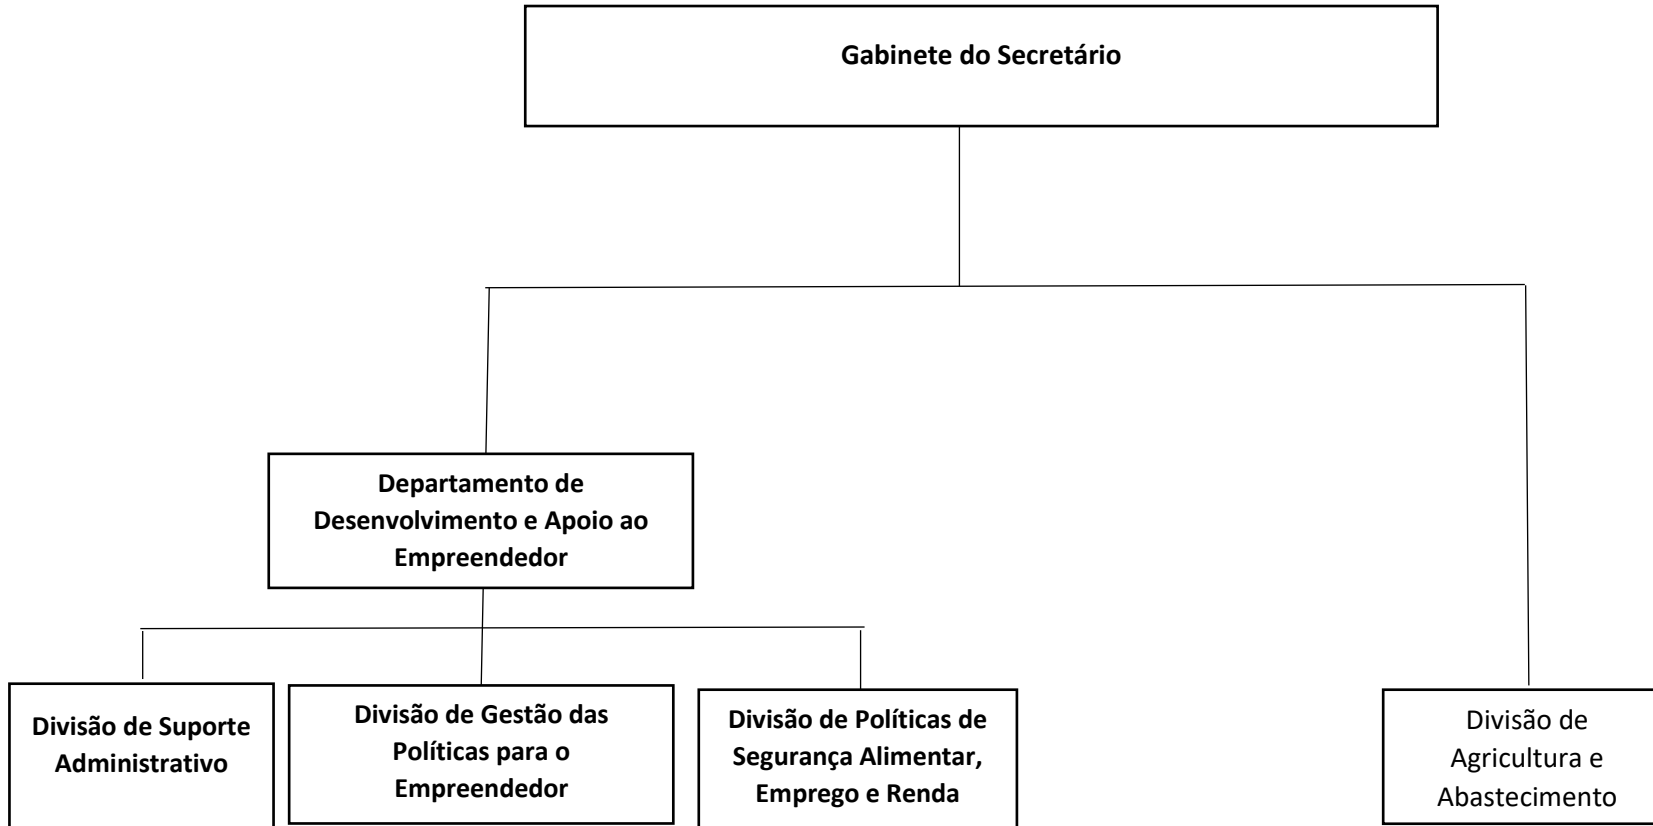 Gabinete do Secretário
Departamento de
Desenvolvimento e Apoio ao
Empreendedor
Divisão de Suporte
Administrativo
Divisão de Gestão das
Políticas para o
Empreendedor
Divisão de Políticas de
Segurança Alimentar,
Emprego e Renda
Divisão de
Agricultura e
Abastecimento